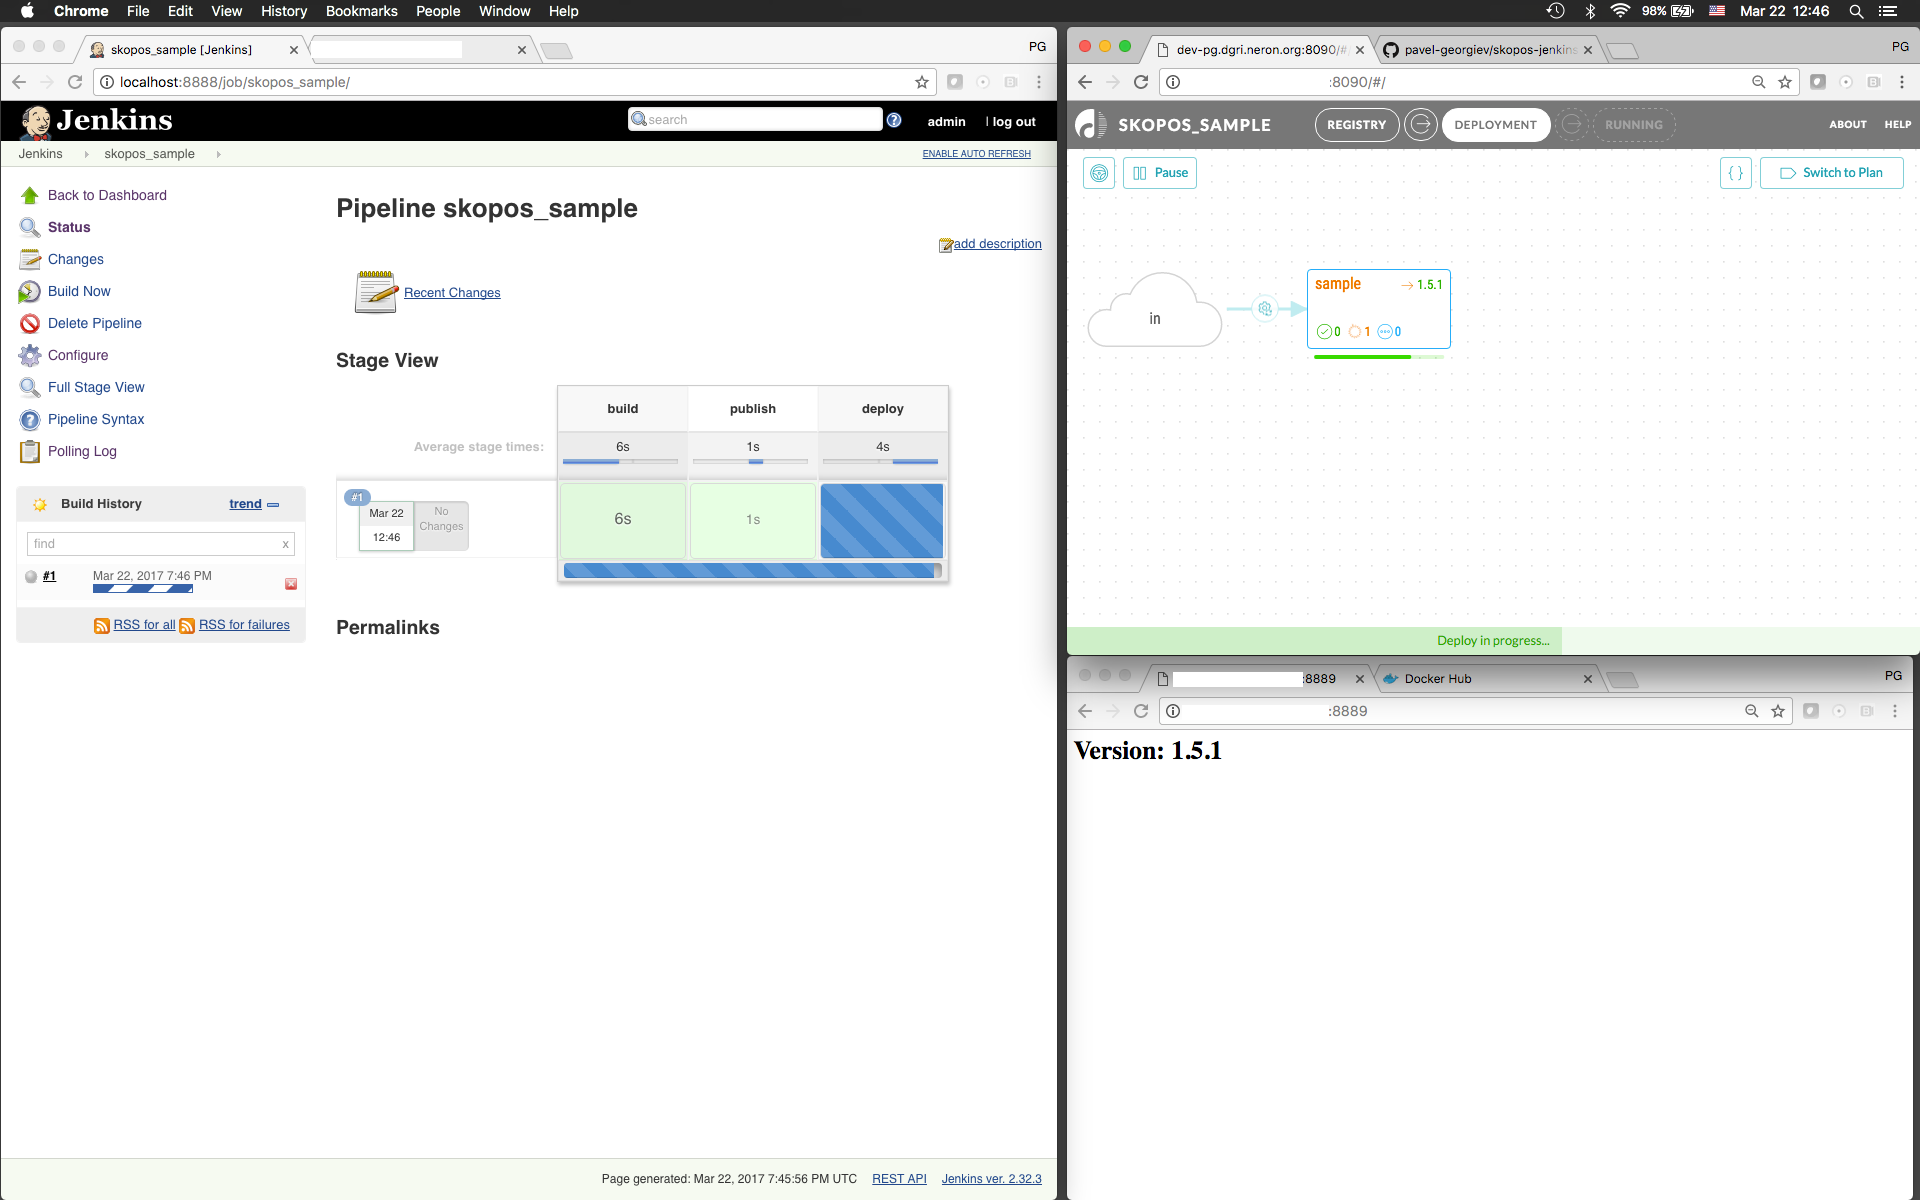 Chrome File Edit View History Bookmarks People Window Help 98% Mar 22 12:46
skopos_sample [Jenkins] PG
localhost:8888/job/skopos_sample/
Jenkins search admin | log out
Jenkins skopos_sample ENABLE AUTO REFRESH
Back to Dashboard
Status
Changes
Build Now
Delete Pipeline
Configure
Full Stage View
Pipeline Syntax
Polling Log
Build History trend
find x
#1 Mar 22, 2017 7:46 PM
RSS for all RSS for failures
Pipeline skopos_sample
add description
Recent Changes
Stage View
build publish deploy
Average stage times: 6s 1s 4s
#1
Mar 22
12:46
No
Changes
6s 1s
Permalinks
Page generated: Mar 22, 2017 7:45:56 PM UTC REST API Jenkins ver. 2.32.3
dev-pg.dgri.neron.org:8090/#/ pavel-georgiev/skopos-jenkins PG
:8090/#/
SKOPOS_SAMPLE REGISTRY DEPLOYMENT RUNNING ABOUT HELP
Pause { } Switch to Plan
in
sample → 1.5.1
0 1 0
Deploy in progress...
:8889 Docker Hub PG
:8889
Version: 1.5.1